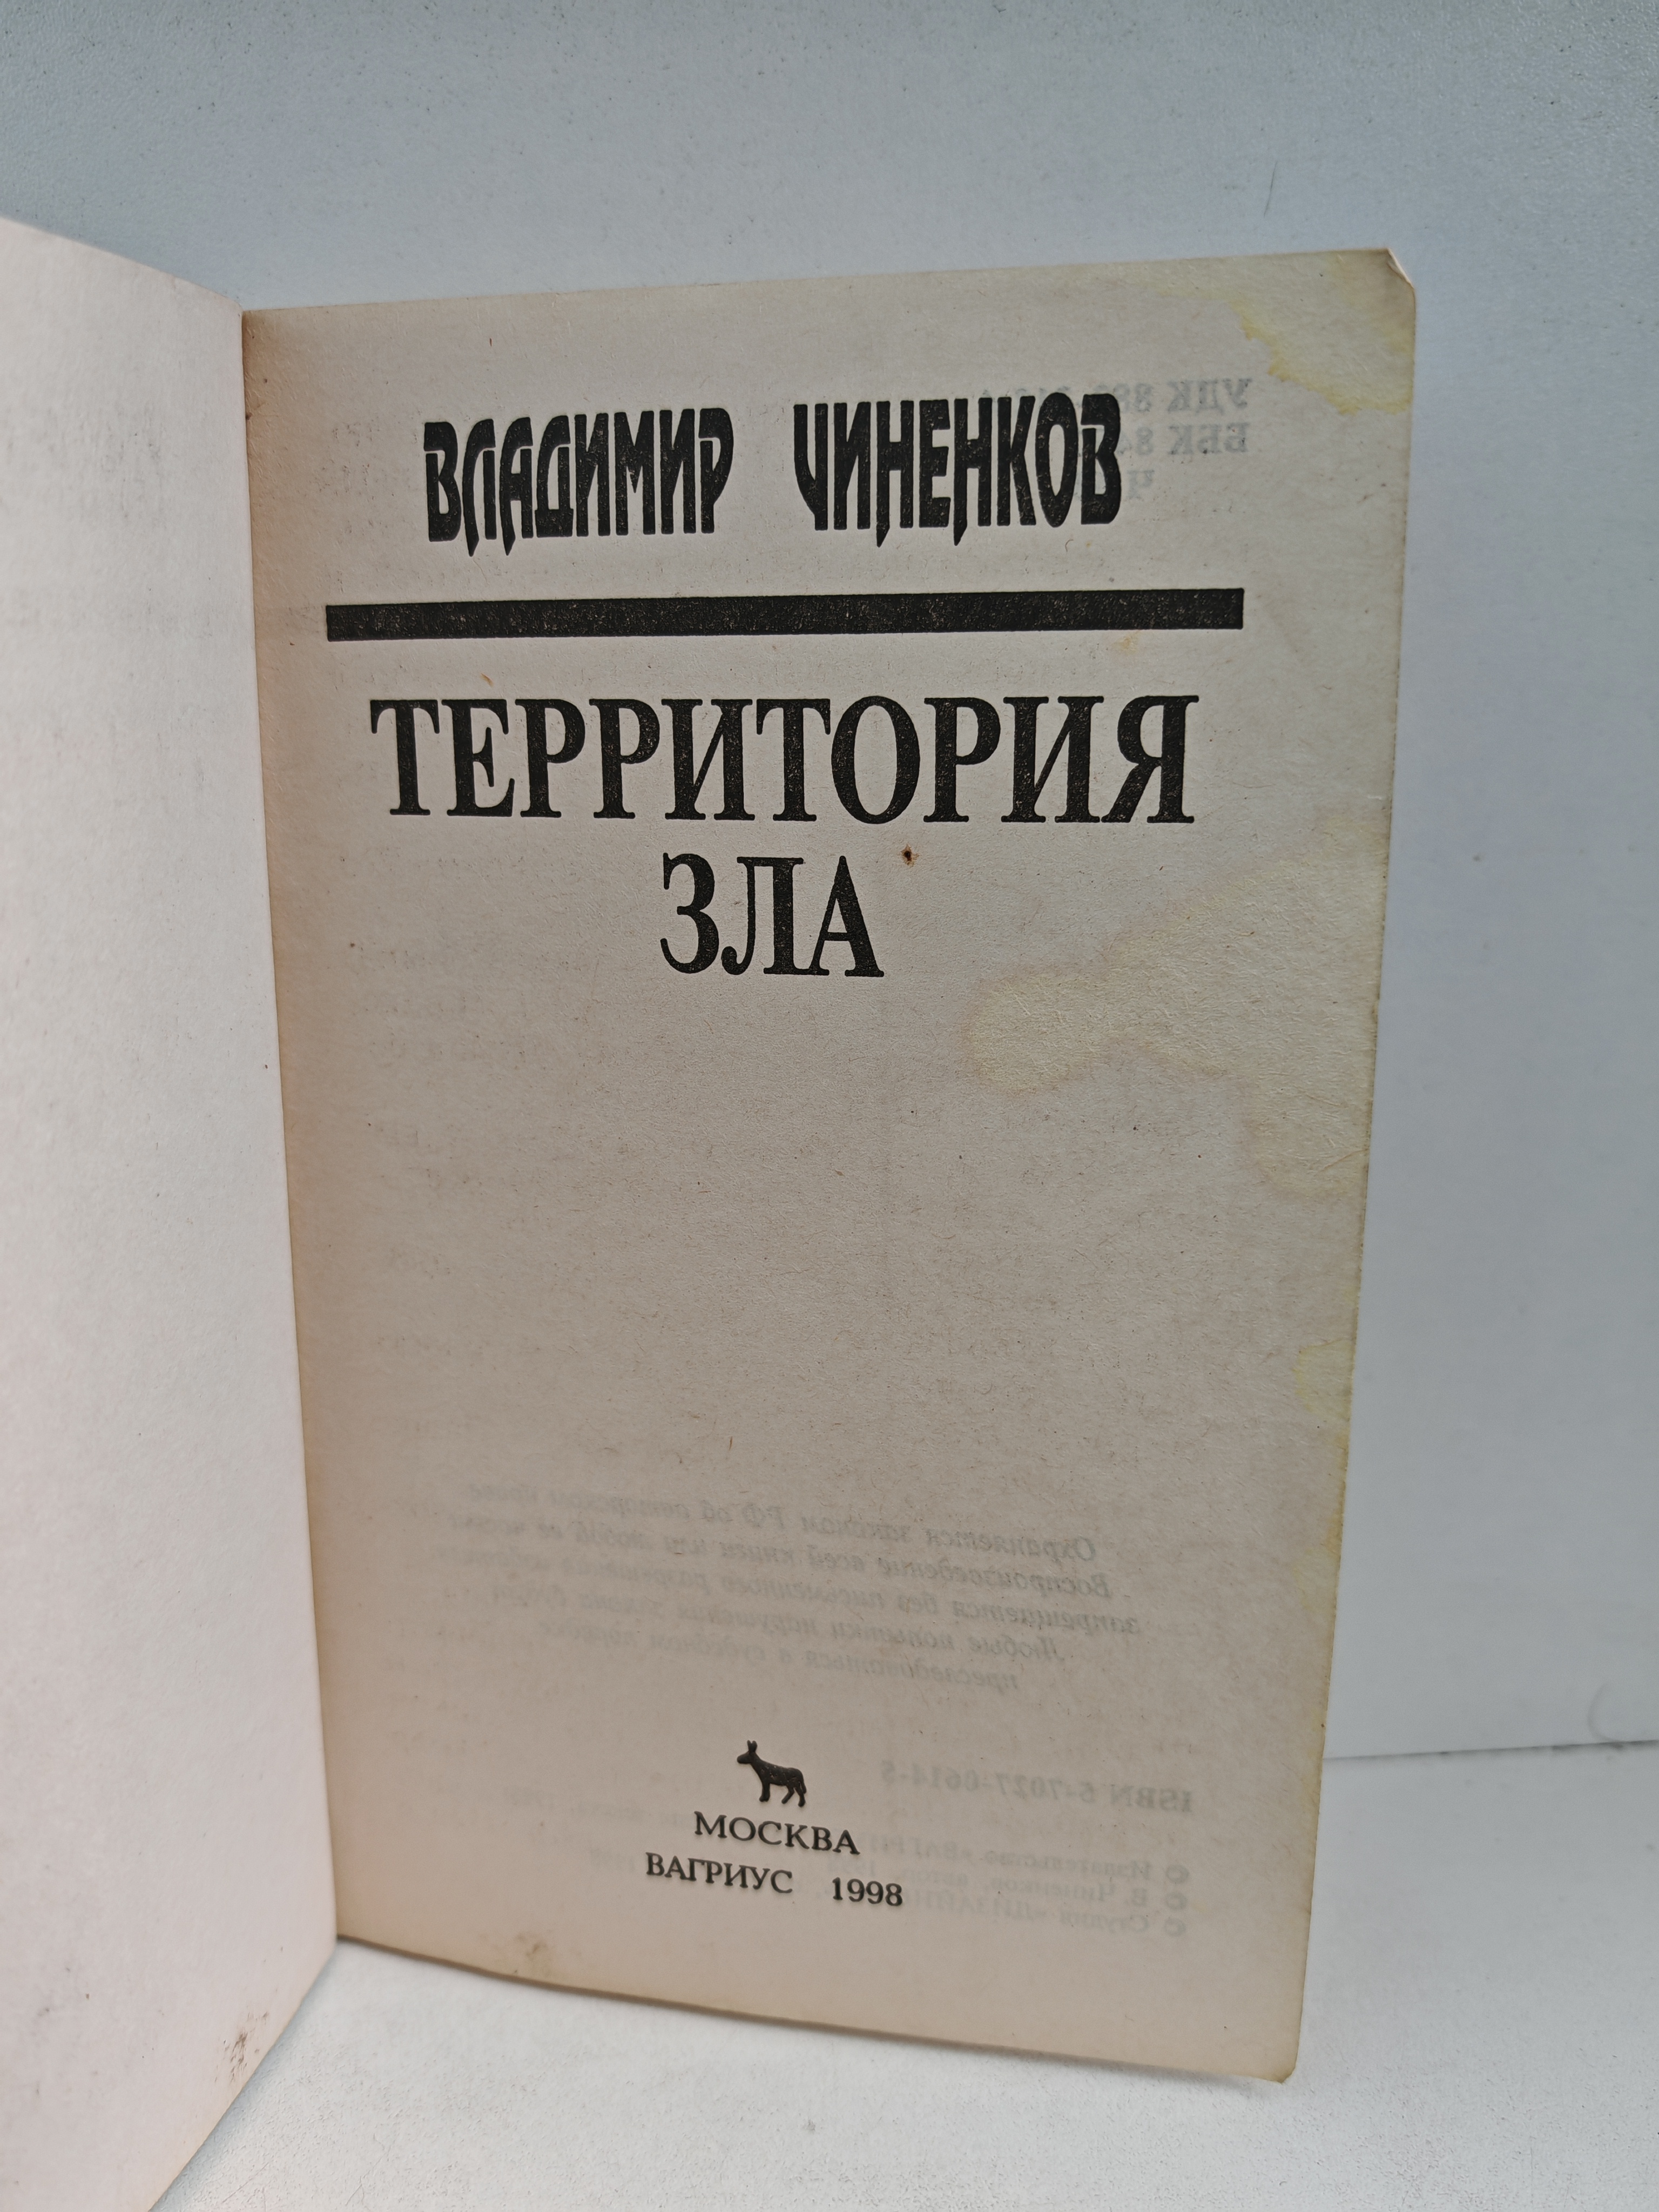 ВЛАДИМИР ЧИНЕНКОВ
ТЕРРИТОРИЯ
ЗЛА
МОСКВА
ВАГРИУС 1998